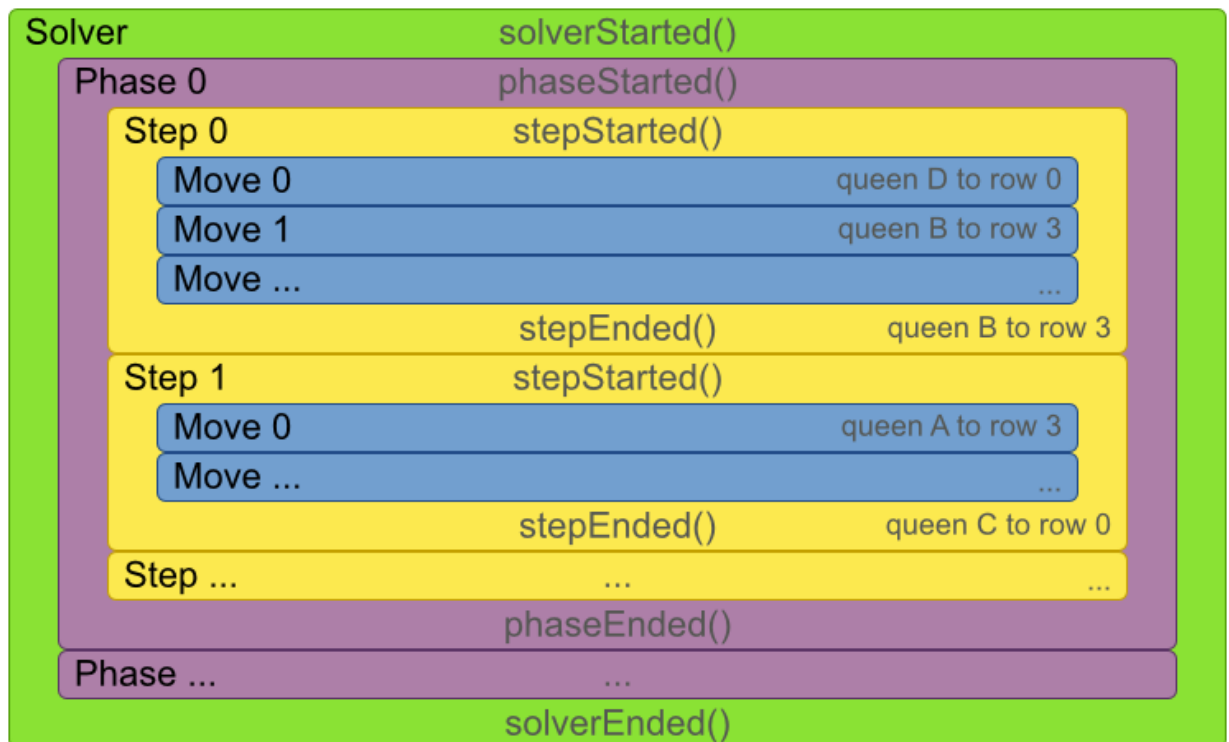 Solver solverStarted()
Phase 0 phaseStarted()
Step 0 stepStarted()
Move 0 queen D to row 0
Move 1 queen B to row 3
Move ... ...
stepEnded() queen B to row 3
Step 1 stepStarted()
Move 0 queen A to row 3
Move ... ...
stepEnded() queen C to row 0
Step ... ... ...
phaseEnded()
Phase ... ...
solverEnded()